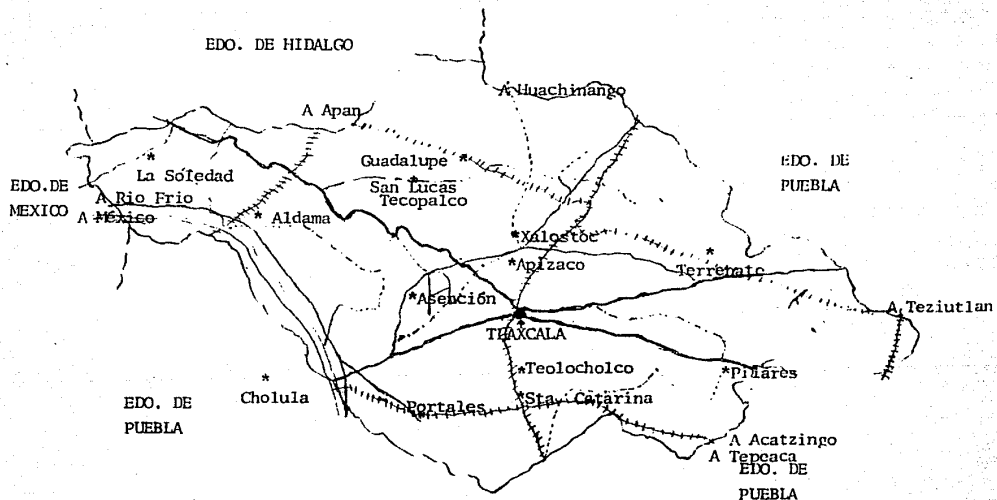 EDO. DE HIDALGO
A Huachinango
A Apan
Guadalupe
EDO. DE
PUEBLA
La Soledad
San Lucas
Tecopalco
EDO.DE
MEXICO
A Rio Frio
A México
Aldama
Xalostoc
Apizaco
Terrenate
Asención
A Teziutlan
TLAXCALA
Teolocholco
Pilares
Cholula
EDO. DE
PUEBLA
Portales
Sta. Catarina
A Acatzingo
A Tepeaca
EDO. DE
PUEBLA